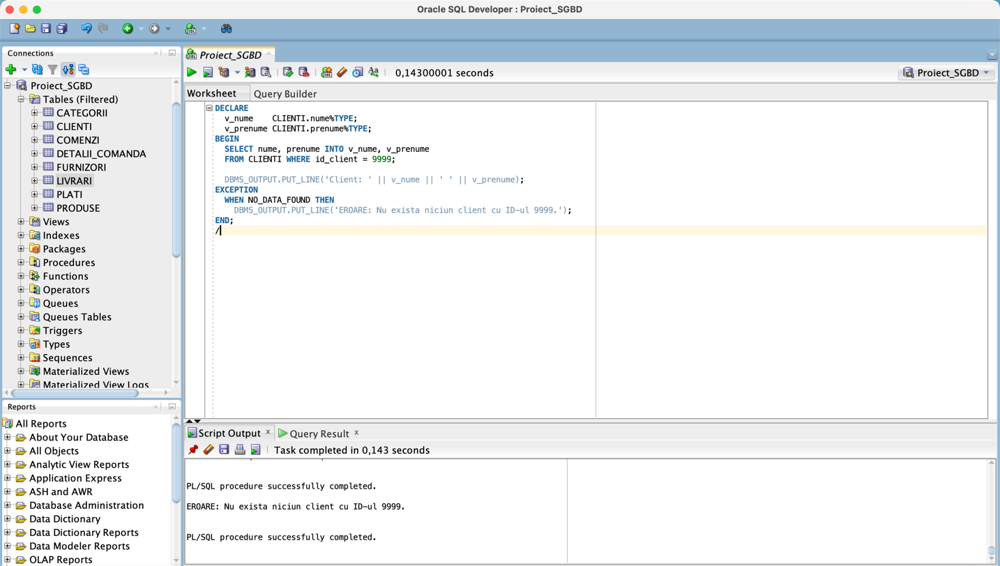 Oracle SQL Developer : Proiect_SGBD
Connections
Proiect_SGBD
Tables (Filtered)
CATEGORII
CLIENTI
COMENZI
DETALII_COMANDA
FURNIZORI
LIVRARI
PLATI
PRODUSE
Views
Indexes
Packages
Procedures
Functions
Operators
Queues
Queues Tables
Triggers
Types
Sequences
Materialized Views
Materialized View Logs
Reports
All Reports
About Your Database
All Objects
Analytic View Reports
Application Express
ASH and AWR
Database Administration
Data Dictionary
Data Dictionary Reports
Data Modeler Reports
OLAP Reports
Proiect_SGBD
0,14300001 seconds
Proiect_SGBD
Worksheet Query Builder
DECLARE
v_nume    CLIENTI.nume%TYPE;
v_prenume CLIENTI.prenume%TYPE;
BEGIN
SELECT nume, prenume INTO v_nume, v_prenume
FROM CLIENTI WHERE id_client = 9999;
DBMS_OUTPUT.PUT_LINE('Client: ' || v_nume || ' ' || v_prenume);
EXCEPTION
WHEN NO_DATA_FOUND THEN
DBMS_OUTPUT.PUT_LINE('EROARE: Nu exista niciun client cu ID-ul 9999.');
END;
/
Script Output Query Result
Task completed in 0,143 seconds
PL/SQL procedure successfully completed.
EROARE: Nu exista niciun client cu ID-ul 9999.
PL/SQL procedure successfully completed.